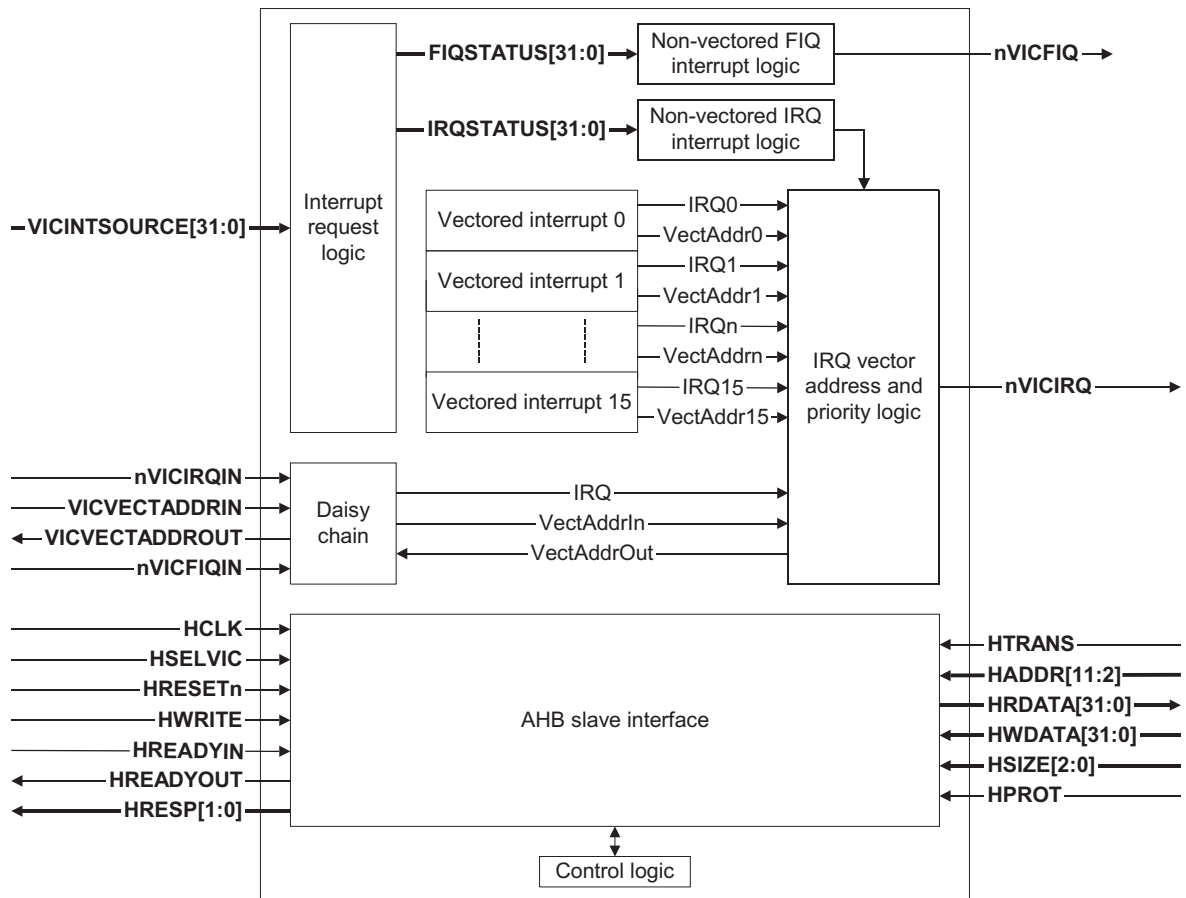 FIQSTATUS[31:0]
Non-vectored FIQ
interrupt logic
nVICFIQ
IRQSTATUS[31:0]
Non-vectored IRQ
interrupt logic
VICINTSOURCE[31:0]
Interrupt
request
logic
Vectored interrupt 0
IRQ0
VectAddr0
Vectored interrupt 1
IRQ1
VectAddr1
IRQn
VectAddrn
Vectored interrupt 15
IRQ15
VectAddr15
IRQ vector
address and
priority logic
nVICIRQ
nVICIRQIN
VICVECTADDRIN
VICVECTADDROUT
nVICFIQIN
Daisy
chain
IRQ
VectAddrIn
VectAddrOut
HCLK
HSELVIC
HRESETn
HWRITE
HREADYIN
HREADYOUT
HRESP[1:0]
AHB slave interface
HTRANS
HADDR[11:2]
HRDATA[31:0]
HWDATA[31:0]
HSIZE[2:0]
HPROT
Control logic